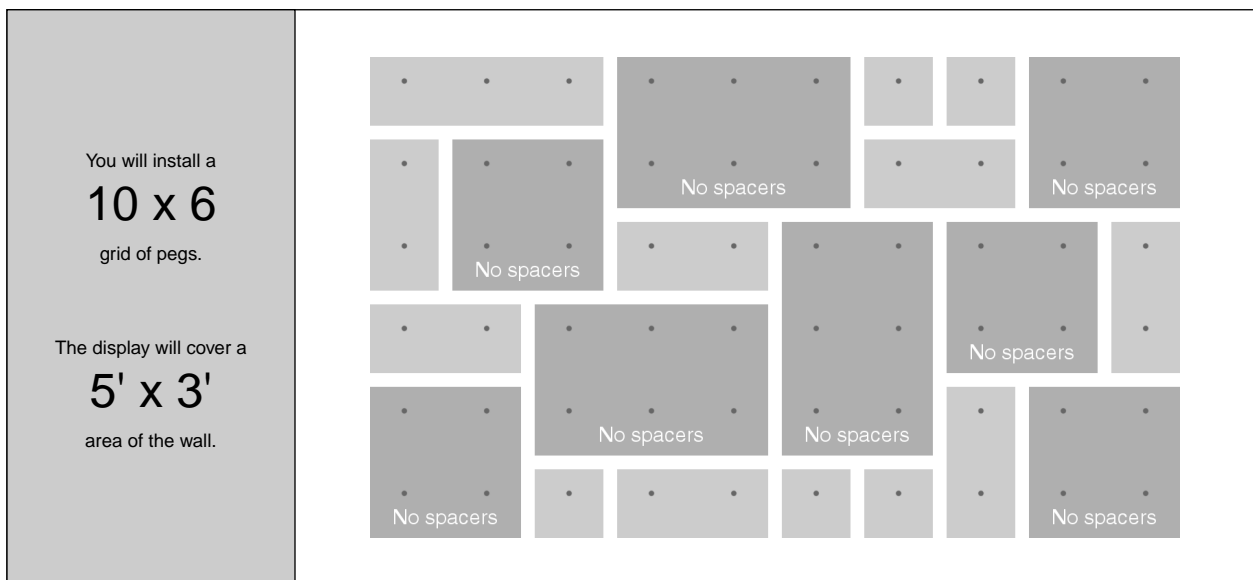 You will install a
10 x 6
grid of pegs.
The display will cover a
5' x 3'
area of the wall.
No spacers
No spacers
No spacers
No spacers
No spacers
No spacers
No spacers
No spacers